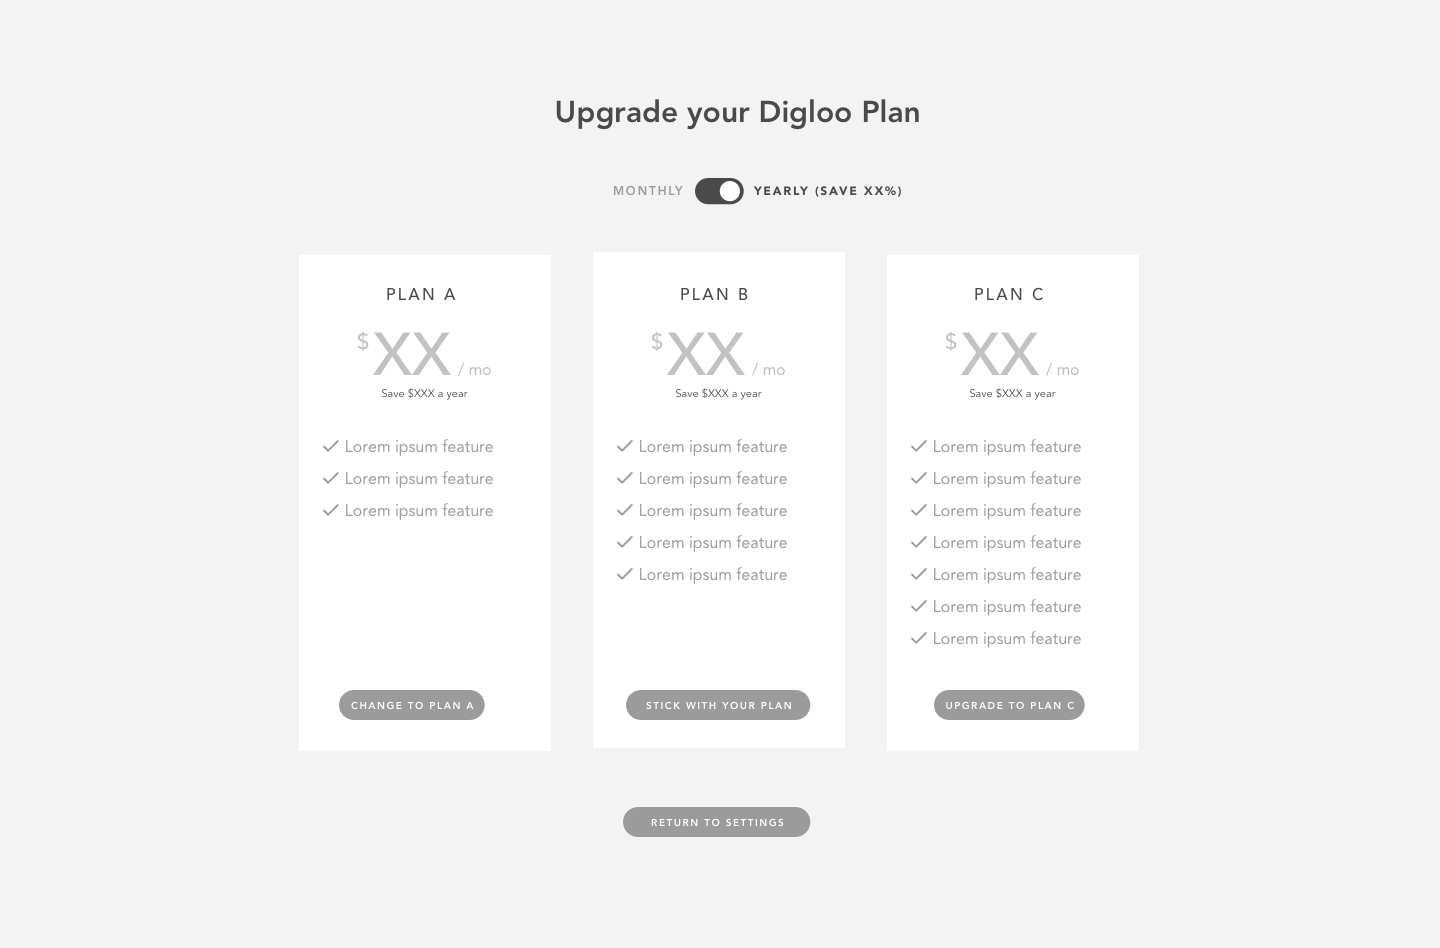 Upgrade your Digloo Plan
MONTHLY YEARLY (SAVE XX%)
PLAN A
$XX / mo
Save $XXX a year
Lorem ipsum feature
Lorem ipsum feature
Lorem ipsum feature
CHANGE TO PLAN A
PLAN B
$XX / mo
Save $XXX a year
Lorem ipsum feature
Lorem ipsum feature
Lorem ipsum feature
Lorem ipsum feature
Lorem ipsum feature
STICK WITH YOUR PLAN
PLAN C
$XX / mo
Save $XXX a year
Lorem ipsum feature
Lorem ipsum feature
Lorem ipsum feature
Lorem ipsum feature
Lorem ipsum feature
Lorem ipsum feature
Lorem ipsum feature
UPGRADE TO PLAN C
RETURN TO SETTINGS